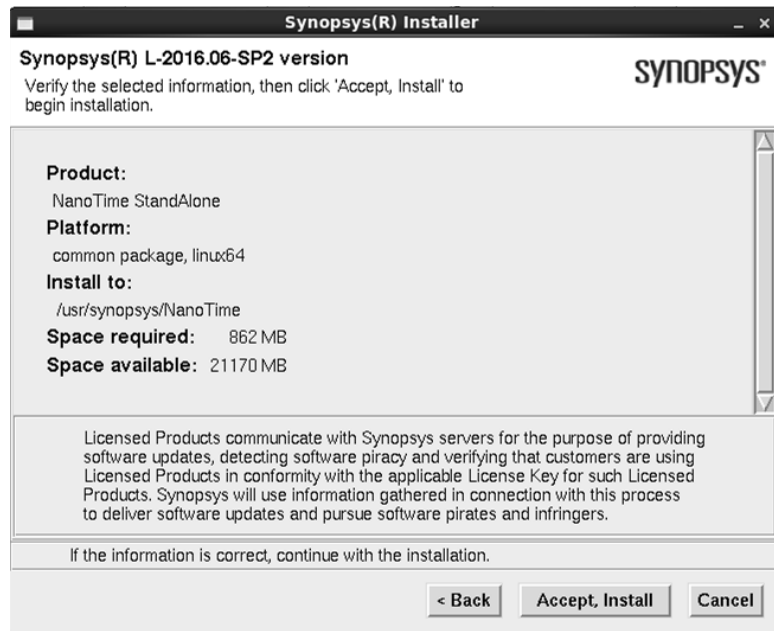 Synopsys(R) Installer
Synopsys(R) L-2016.06-SP2 version
SYNOPSYS®
Verify the selected information, then click 'Accept, Install' to
begin installation.
Product:
NanoTime StandAlone
Platform:
common package, linux64
Install to:
/usr/synopsys/NanoTime
Space required: 862 MB
Space available: 21170 MB
Licensed Products communicate with Synopsys servers for the purpose of providing
software updates, detecting software piracy and verifying that customers are using
Licensed Products in conformity with the applicable License Key for such Licensed
Products. Synopsys will use information gathered in connection with this process
to deliver software updates and pursue software pirates and infringers.
If the information is correct, continue with the installation.
< Back Accept, Install Cancel